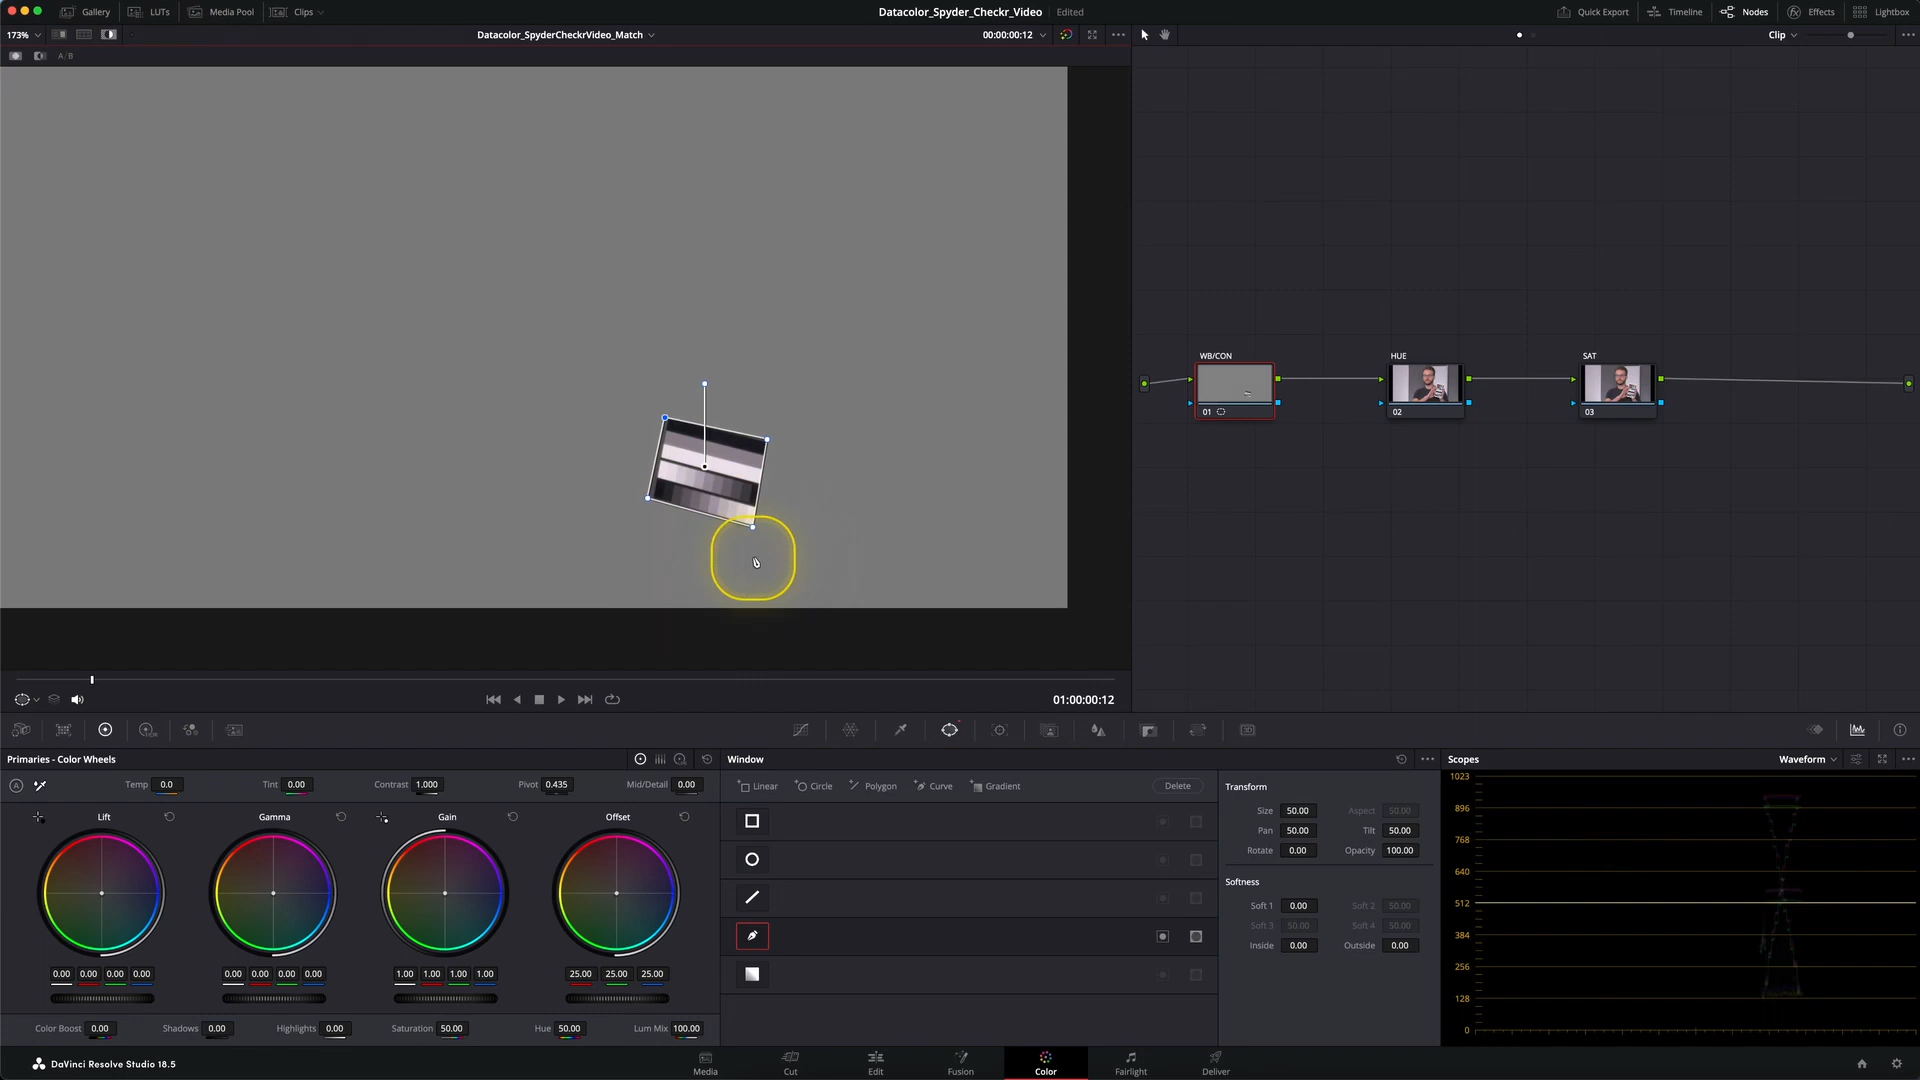 Gallery LUTs Media Pool Clips Datacolor_Spyder_Checkr_Video Edited Quick Export Timeline Nodes Effects Lightbox
173% Datacolor_SpyderCheckrVideo_Match 00:00:00:12 Clip
A/B
WB/CON HUE SAT
01 02 03
01:00:00:12
Primaries - Color Wheels Window Scopes Waveform
A Temp 0.0 Tint 0.00 Contrast 1.000 Pivot 0.435 Mid/Detail 0.00
Linear Circle Polygon Curve Gradient Delete
Lift Gamma Gain Offset
0.00 0.00 0.00 0.00 0.00 0.00 0.00 0.00 1.00 1.00 1.00 1.00 25.00 25.00 25.00
Color Boost 0.00 Shadows 0.00 Highlights 0.00 Saturation 50.00 Hue 50.00 Lum Mix 100.00
Transform
Size 50.00 Aspect 50.00
Pan 50.00 Tilt 50.00
Rotate 0.00 Opacity 100.00
Softness
Soft 1 0.00 Soft 2 50.00
Soft 3 50.00 Soft 4 50.00
Inside 0.00 Outside 0.00
1023
896
768
640
512
384
256
128
0
DaVinci Resolve Studio 18.5
Media Cut Edit Fusion Color Fairlight Deliver